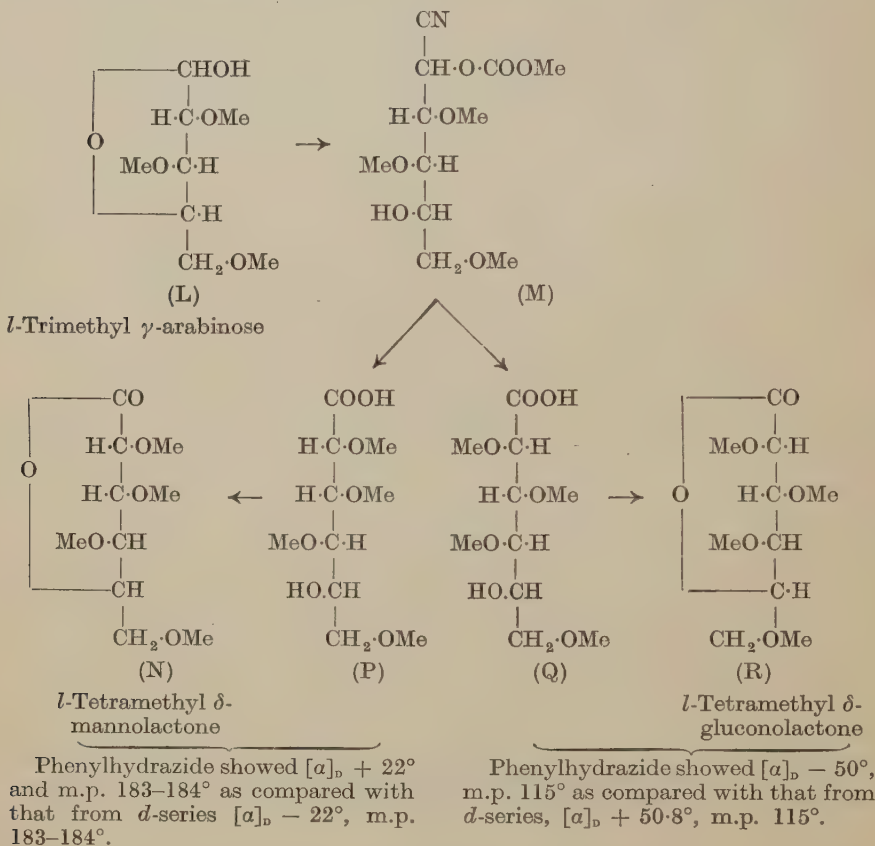 CN
CHOH
CH·O·COOMe
H·C·OMe
H·C·OMe
O
MeO·C·H
MeO·C·H
C·H
HO·CH
CH₂·OMe
CH₂·OMe
(L)
(M)
l-Trimethyl γ-arabinose
CO
COOH
COOH
CO
H·C·OMe
H·C·OMe
MeO·C·H
MeO·C·H
O
H·C·OMe
H·C·OMe
H·C·OMe
O
H·C·OMe
MeO·CH
MeO·C·H
MeO·C·H
MeO·CH
CH
HO.CH
HO·CH
C·H
CH₂·OMe
CH₂·OMe
CH₂·OMe
CH₂·OMe
(N)
(P)
(Q)
(R)
l-Tetramethyl δ-
mannolactone
l-Tetramethyl δ-
gluconolactone
Phenylhydrazide showed [α]D + 22°
and m.p. 183–184° as compared with
that from d-series [α]D − 22°, m.p.
183–184°.
Phenylhydrazide showed [α]D − 50°,
m.p. 115° as compared with that from
d-series, [α]D + 50·8°, m.p. 115°.